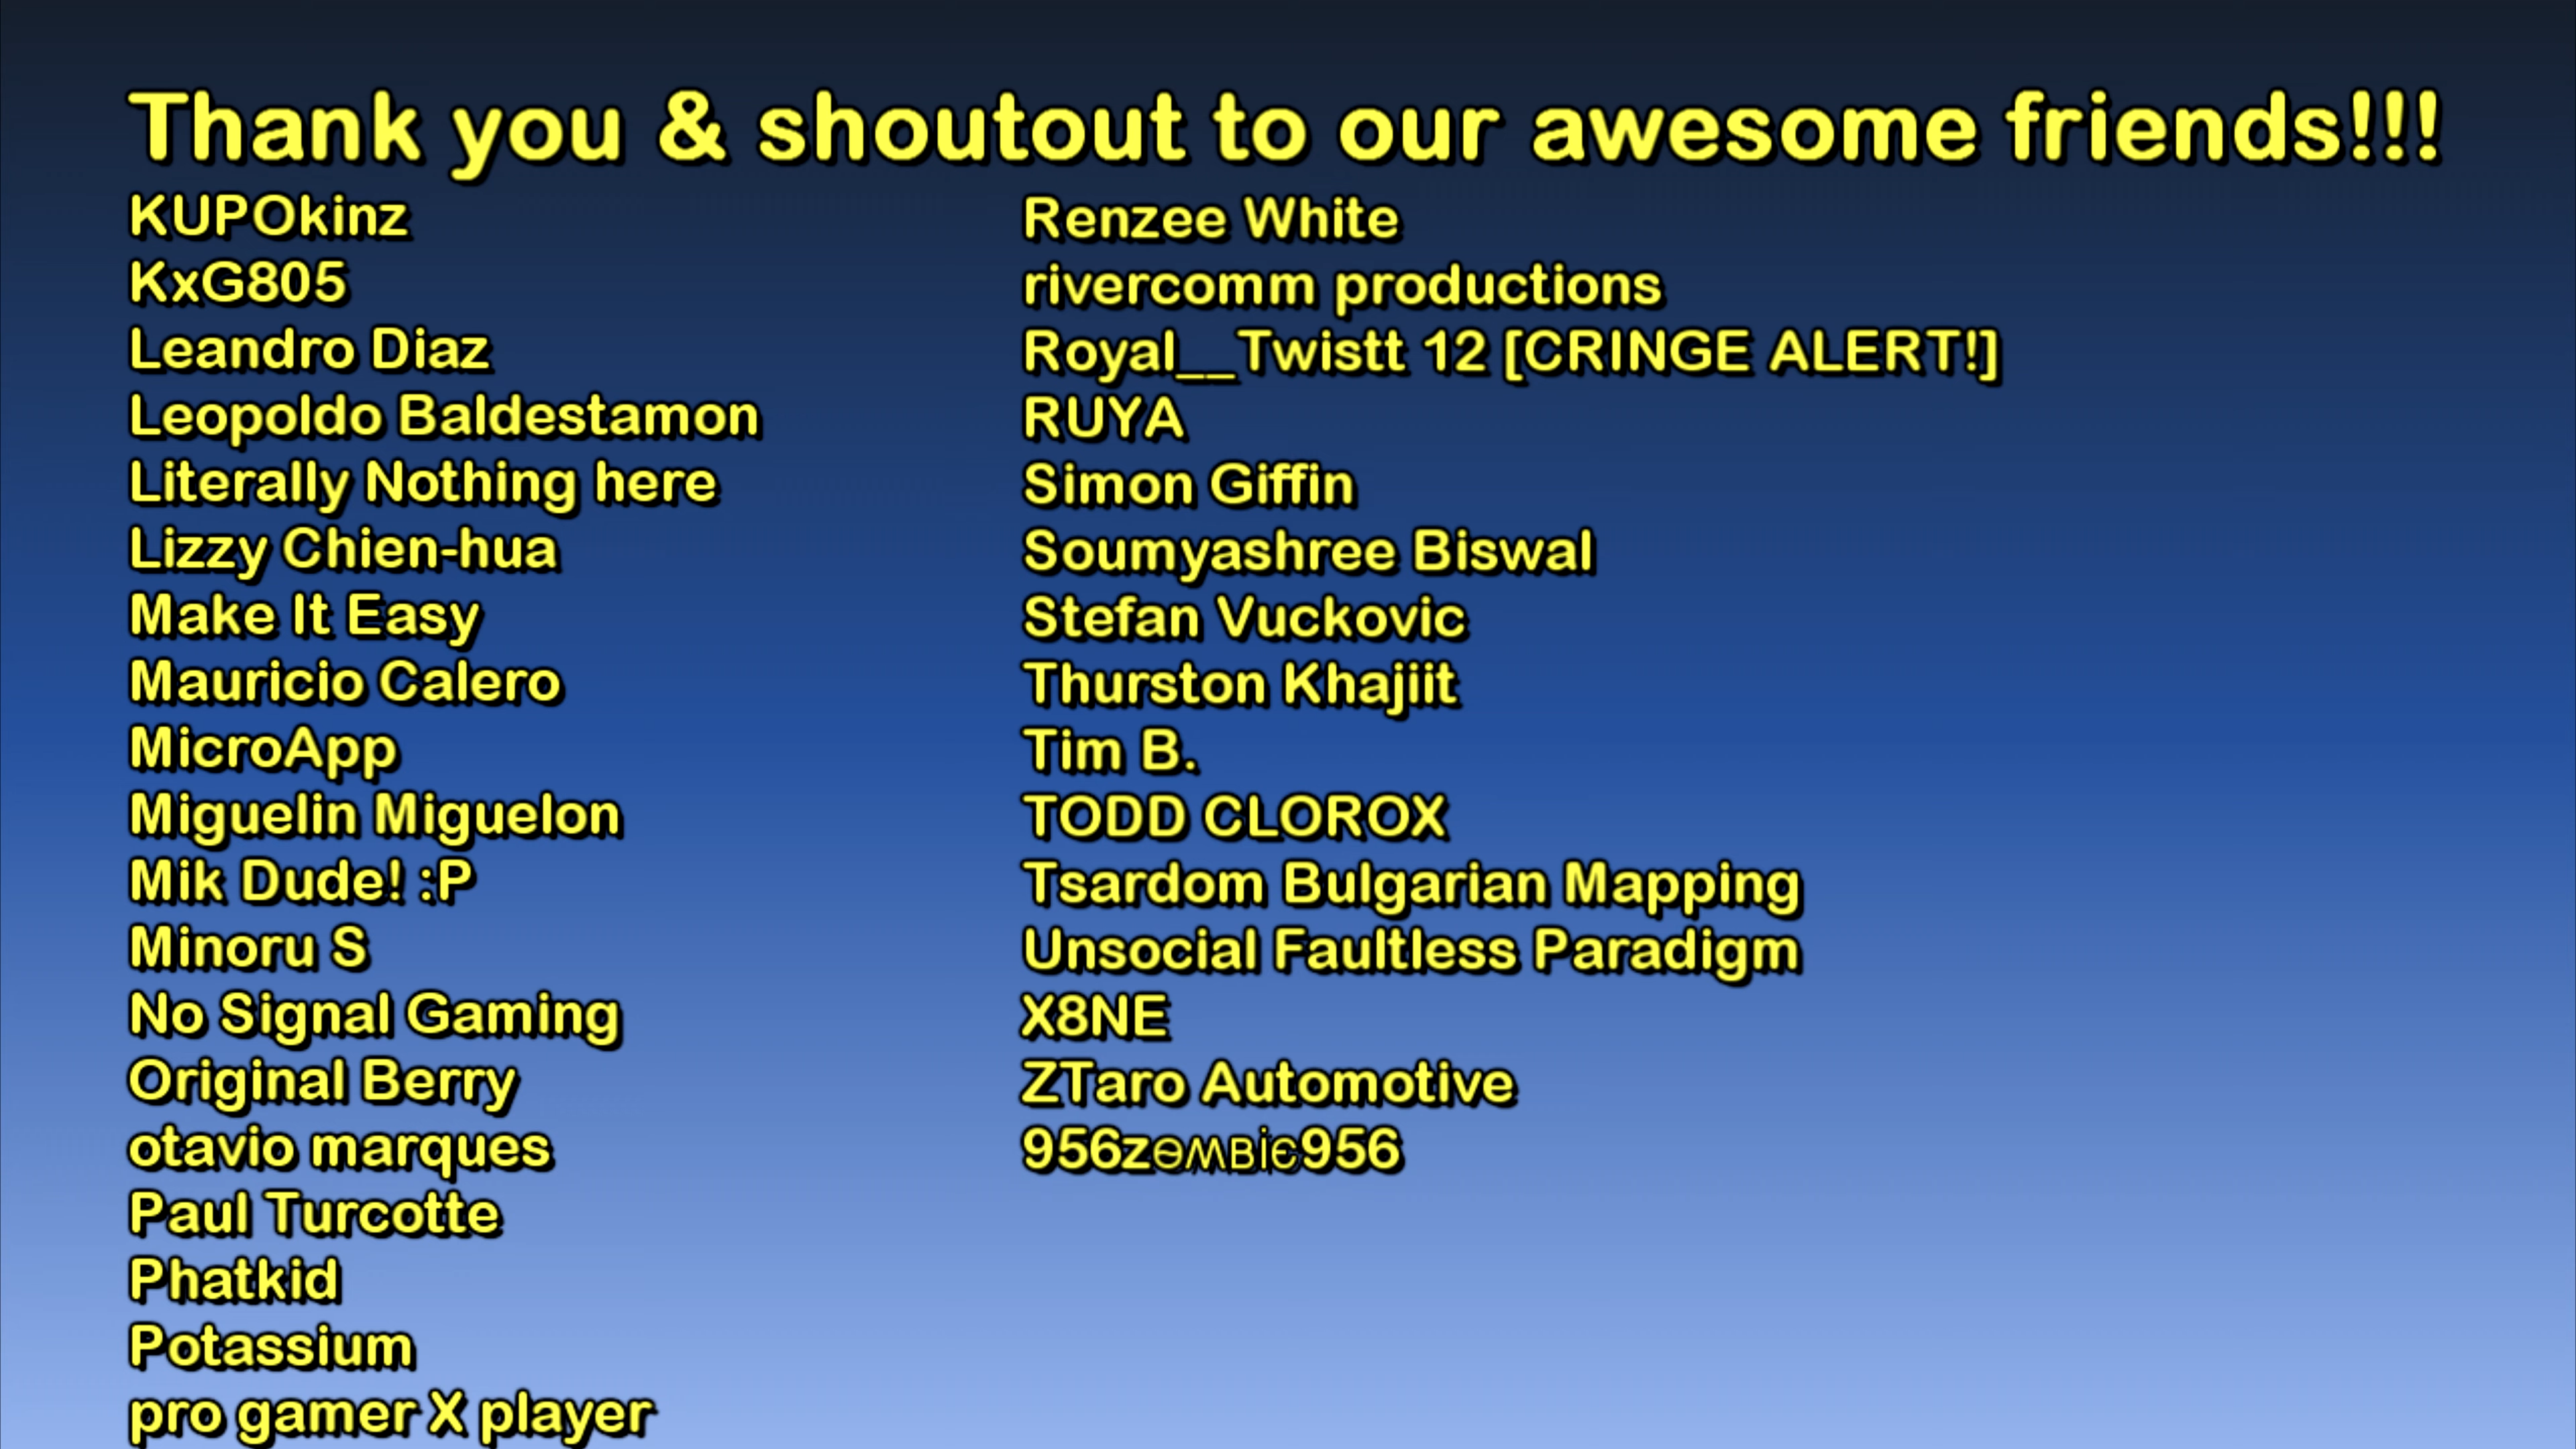 Thank you & shoutout to our awesome friends!!!
KUPOkinz
KxG805
Leandro Diaz
Leopoldo Baldestamon
Literally Nothing here
Lizzy Chien-hua
Make It Easy
Mauricio Calero
MicroApp
Miguelin Miguelon
Mik Dude! :P
Minoru S
No Signal Gaming
Original Berry
otavio marques
Paul Turcotte
Phatkid
Potassium
pro gamer X player
Renzee White
rivercomm productions
Royal__Twistt 12 [CRINGE ALERT!]
RUYA
Simon Giffin
Soumyashree Biswal
Stefan Vuckovic
Thurston Khajiit
Tim B.
TODD CLOROX
Tsardom Bulgarian Mapping
Unsocial Faultless Paradigm
X8NE
ZTaro Automotive
956zѳʍвiє956